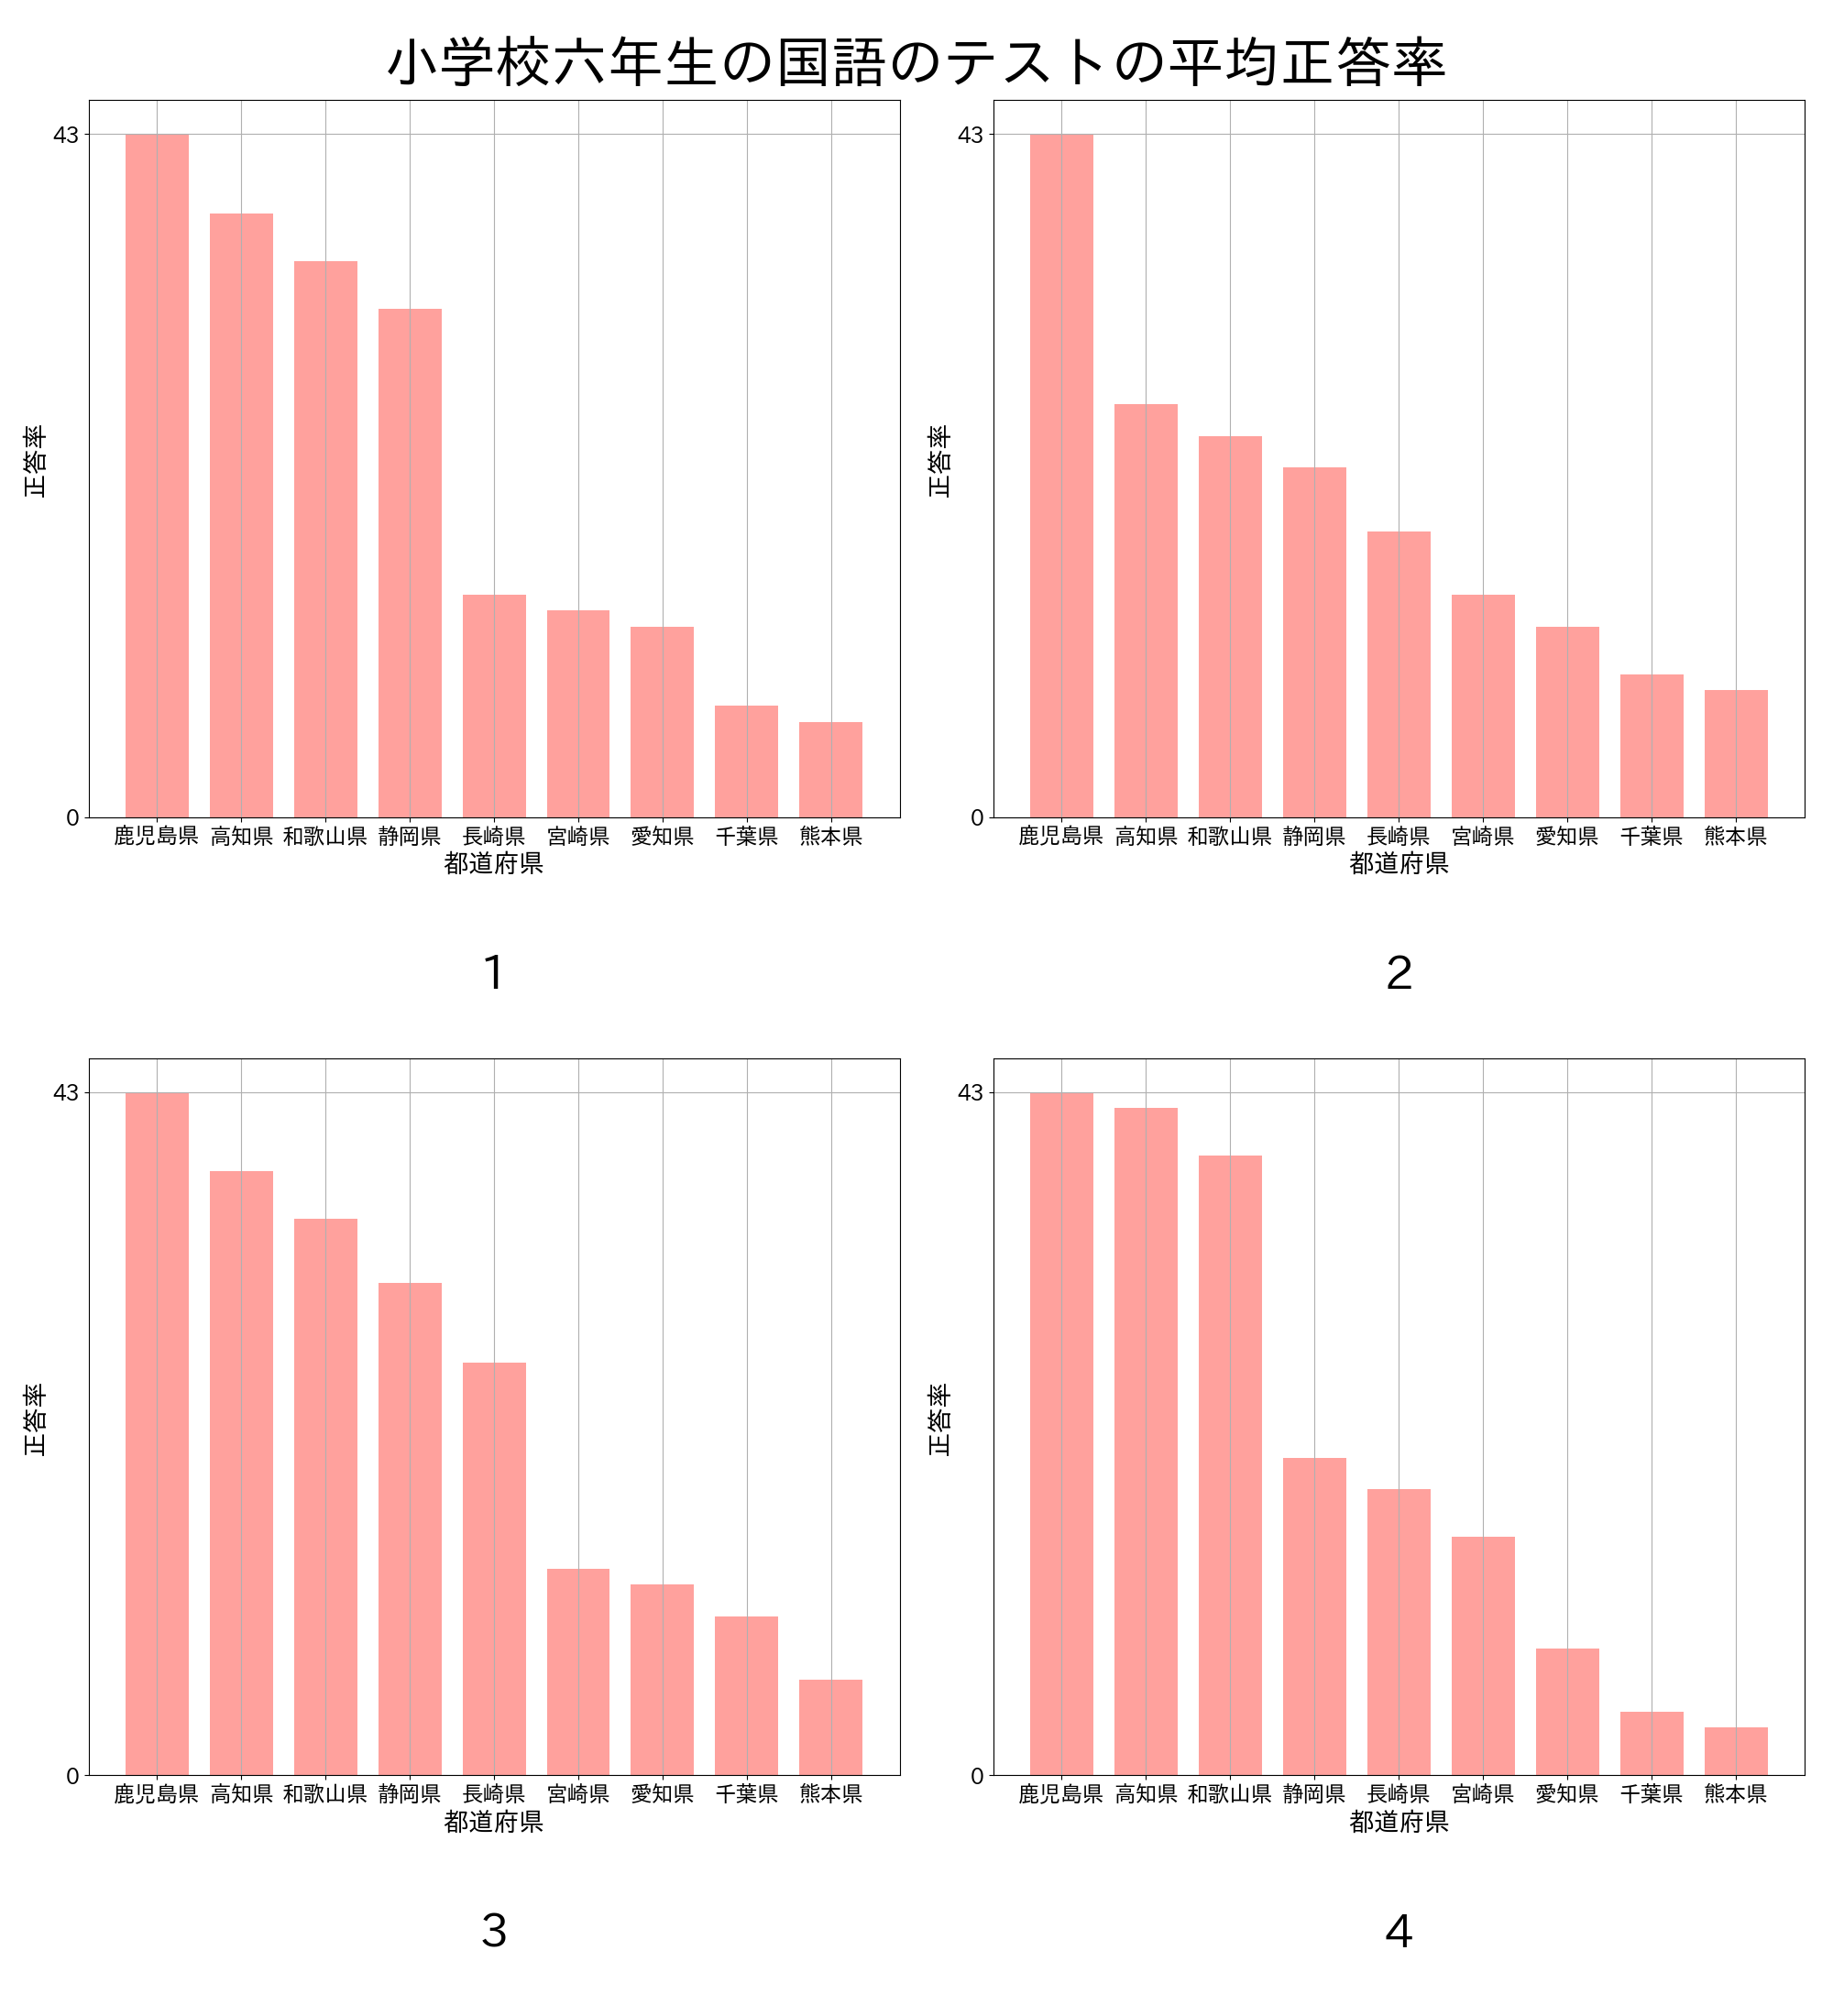 小学校六年生の国語のテストの平均正答率
43
0
正答率
鹿児島県 高知県 和歌山県 静岡県 長崎県 宮崎県 愛知県 千葉県 熊本県
都道府県
1
43
0
正答率
鹿児島県 高知県 和歌山県 静岡県 長崎県 宮崎県 愛知県 千葉県 熊本県
都道府県
2
43
0
正答率
鹿児島県 高知県 和歌山県 静岡県 長崎県 宮崎県 愛知県 千葉県 熊本県
都道府県
3
43
0
正答率
鹿児島県 高知県 和歌山県 静岡県 長崎県 宮崎県 愛知県 千葉県 熊本県
都道府県
4